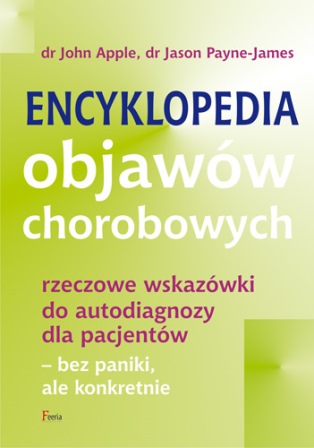 dr John Apple, dr Jason Payne-James
ENCYKLOPEDIA
objawów
chorobowych
rzeczowe wskazówki
do autodiagnozy
dla pacjentów
– bez paniki,
ale konkretnie
Feeria